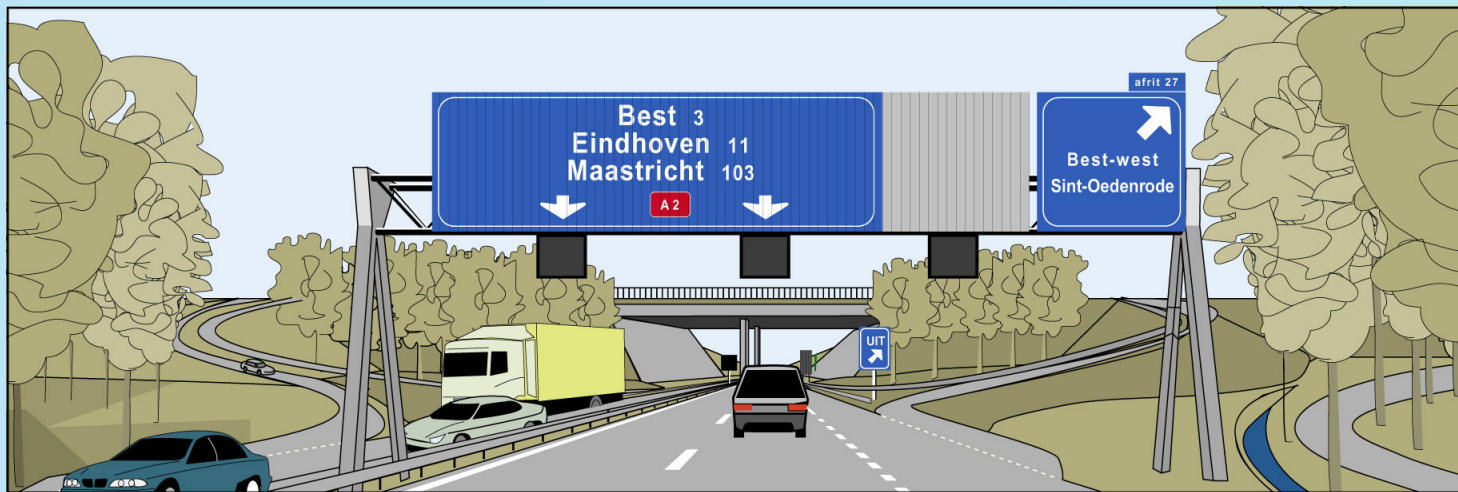 Best 3
Eindhoven 11
Maastricht 103
A 2
afrit 27
Best-west
Sint-Oedenrode
UIT